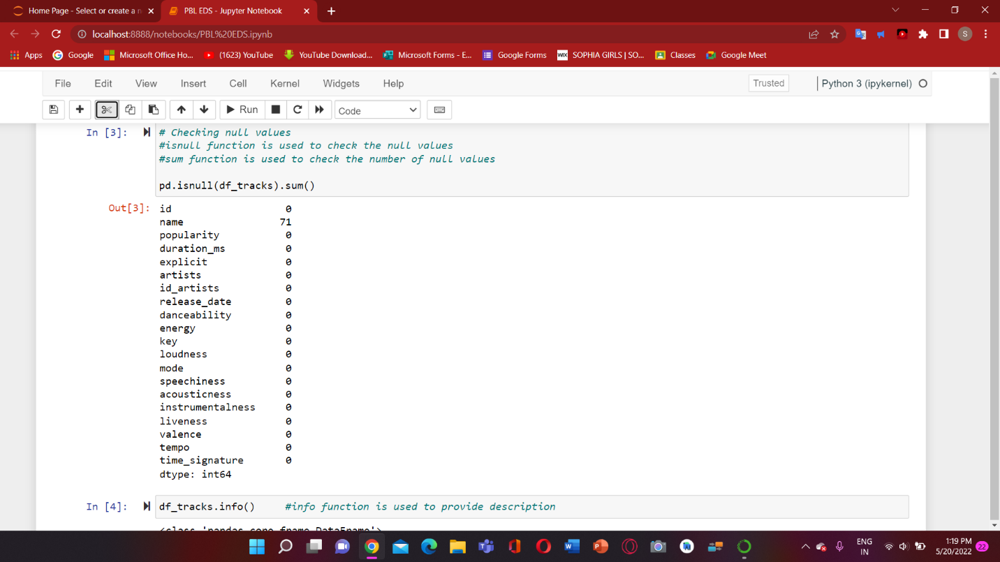 Home Page - Select or create a n
PBL EDS - Jupyter Notebook
localhost:8888/notebooks/PBL%20EDS.ipynb
S
Apps
Google
Microsoft Office Ho...
(1623) YouTube
YouTube Download...
Microsoft Forms - E...
Google Forms
WIX
SOPHIA GIRLS | SO...
Classes
Google Meet
File Edit View Insert Cell Kernel Widgets Help
Trusted
Python 3 (ipykernel)
Run
Code
In [3]:
# Checking null values
#isnull function is used to check the null values
#sum function is used to check the number of null values
pd.isnull(df_tracks).sum()
Out[3]:
id 0
name 71
popularity 0
duration_ms 0
explicit 0
artists 0
id_artists 0
release_date 0
danceability 0
energy 0
key 0
loudness 0
mode 0
speechiness 0
acousticness 0
instrumentalness 0
liveness 0
valence 0
tempo 0
time_signature 0
dtype: int64
In [4]:
df_tracks.info() #info function is used to provide description
<class 'pandas.core.frame.DataFrame'>
ENG
IN
1:19 PM
5/20/2022
22